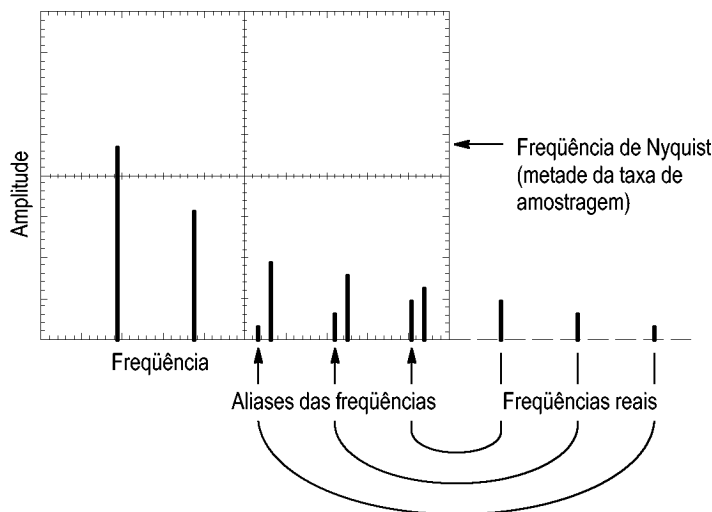 Amplitude
Freqüência de Nyquist
(metade da taxa de
amostragem)
Freqüência
Aliases das freqüências
Freqüências reais